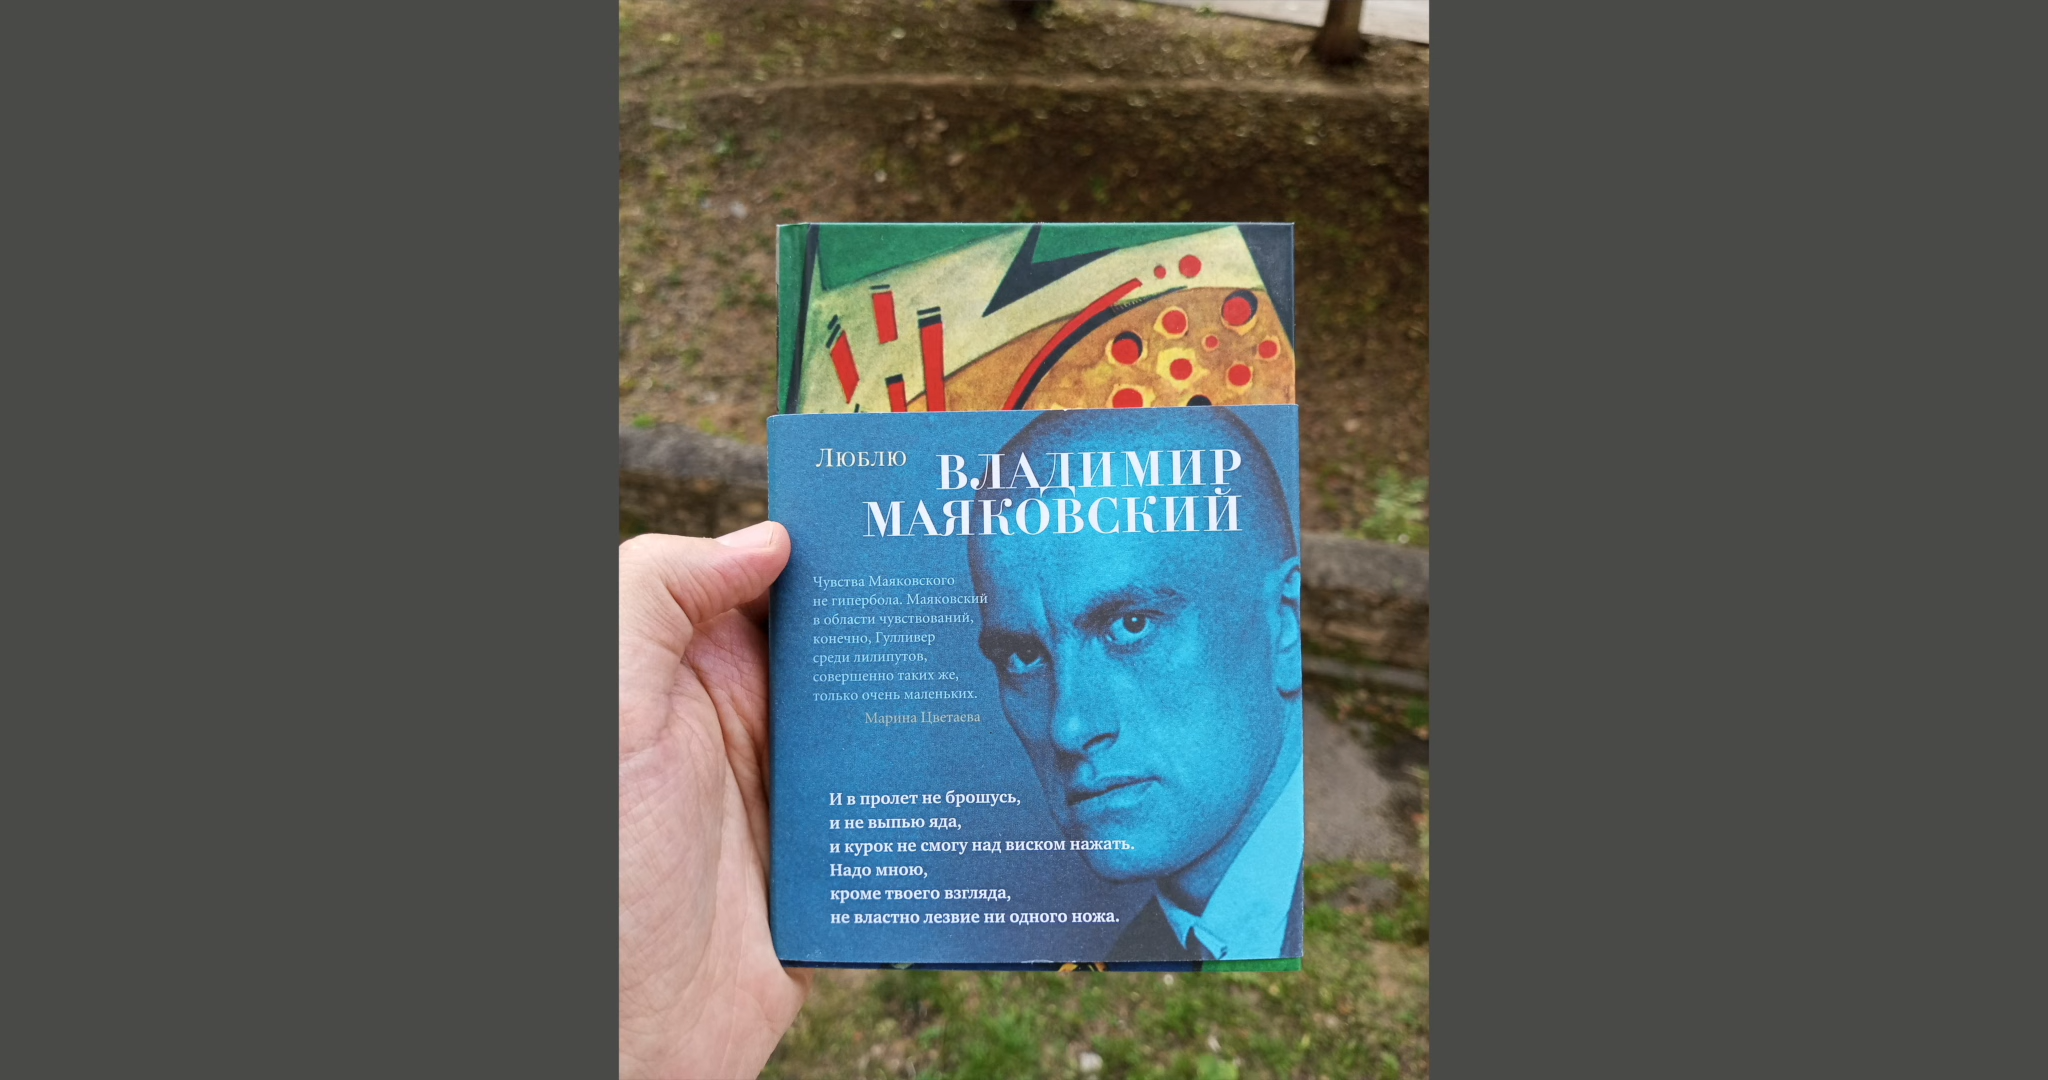 Люблю
ВЛАДИМИР
МАЯКОВСКИЙ
Чувства Маяковского
не гипербола. Маяковский
в области чувствований,
конечно, Гулливер
среди лилипутов,
совершенно таких же,
только очень маленьких.
Марина Цветаева
И в пролет не брошусь,
и не выпью яда,
и курок не смогу над виском нажать.
Надо мною,
кроме твоего взгляда,
не властно лезвие ни одного ножа.